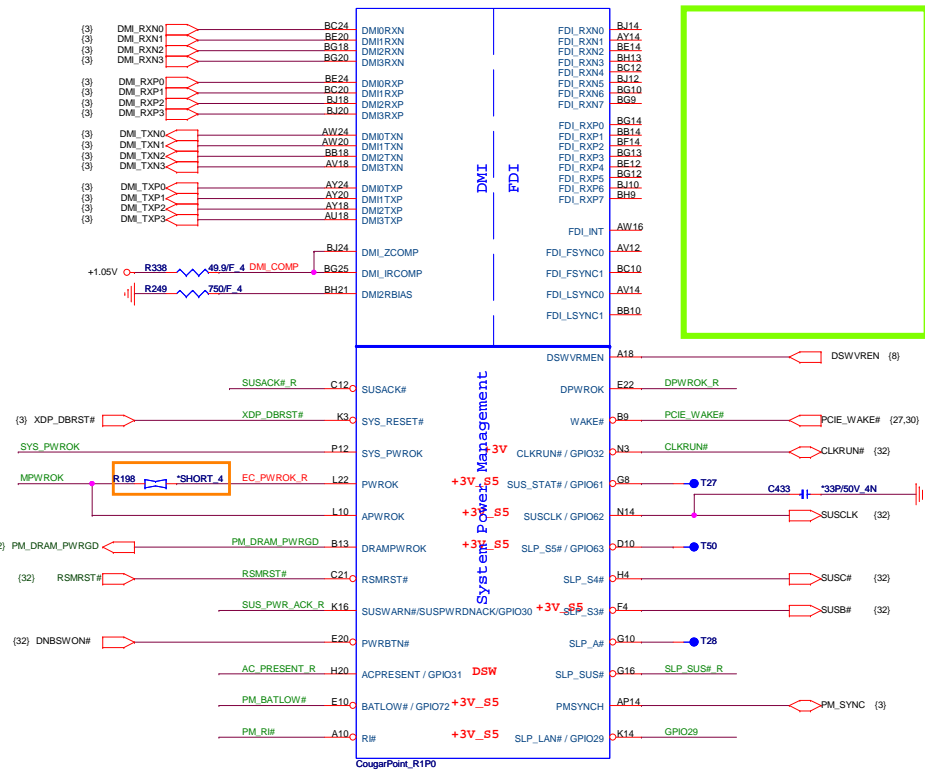 {3} DMI_RXN0 BC24 DMI0RXN FDI_RXN0 BJ14
{3} DMI_RXN1 BE20 DMI1RXN FDI_RXN1 AY14
{3} DMI_RXN2 BG18 DMI2RXN FDI_RXN2 BE14
{3} DMI_RXN3 BG20 DMI3RXN FDI_RXN3 BH13
FDI_RXN4 BC12
{3} DMI_RXP0 BE24 DMI0RXP FDI_RXN5 BJ12
{3} DMI_RXP1 BC20 DMI1RXP FDI_RXN6 BG10
{3} DMI_RXP2 BJ18 DMI2RXP FDI_RXN7 BG9
{3} DMI_RXP3 BJ20 DMI3RXP
FDI_RXP0 BG14
{3} DMI_TXN0 AW24 DMI0TXN FDI_RXP1 BB14
{3} DMI_TXN1 AW20 DMI1TXN FDI_RXP2 BF14
{3} DMI_TXN2 BB18 DMI2TXN FDI_RXP3 BG13
{3} DMI_TXN3 AV18 DMI3TXN FDI_RXP4 BE12
FDI_RXP5 BG12
{3} DMI_TXP0 AY24 DMI0TXP FDI_RXP6 BJ10
{3} DMI_TXP1 AY20 DMI1TXP FDI_RXP7 BH9
{3} DMI_TXP2 AY18 DMI2TXP
{3} DMI_TXP3 AU18 DMI3TXP
DMI
FDI
FDI_INT AW16
BJ24 DMI_ZCOMP FDI_FSYNC0 AV12
+1.05V R338 49.9/F_4 DMI_COMP BG25 DMI_IRCOMP FDI_FSYNC1 BC10
R249 750/F_4 BH21 DMI2RBIAS FDI_LSYNC0 AV14
FDI_LSYNC1 BB10
System Power Management
DSWVRMEN A18 DSWVREN {8}
SUSACK#_R C12 SUSACK# DPWROK E22 DPWROK_R
{3} XDP_DBRST# XDP_DBRST# K3 SYS_RESET# WAKE# B9 PCIE_WAKE# PCIE_WAKE# {27,30}
SYS_PWROK P12 SYS_PWROK +3V CLKRUN# / GPIO32 N3 CLKRUN# CLKRUN# {32}
MPWROK R198 *SHORT_4 EC_PWROK_R L22 PWROK +3V_S5 SUS_STAT# / GPIO61 G8 T27
C433 *33P/50V_4N
L10 APWROK +3V_S5 SUSCLK / GPIO62 N14 SUSCLK {32}
PM_DRAM_PWRGD PM_DRAM_PWRGD B13 DRAMPWROK +3V_S5 SLP_S5# / GPIO63 D10 T50
{32} RSMRST# RSMRST# C21 RSMRST# SLP_S4# H4 SUSC# {32}
SUS_PWR_ACK_R K16 SUSWARN#/SUSPWRDNACK/GPIO30 +3V_S5 SLP_S3# F4 SUSB# {32}
{32} DNBSWON# E20 PWRBTN# SLP_A# G10 T28
AC_PRESENT_R H20 ACPRESENT / GPIO31 DSW SLP_SUS# G16 SLP_SUS#_R
PM_BATLOW# E10 BATLOW# / GPIO72 +3V_S5 PMSYNCH AP14 PM_SYNC {3}
PM_RI# A10 RI# +3V_S5 SLP_LAN# / GPIO29 K14 GPIO29
CougarPoint_R1P0